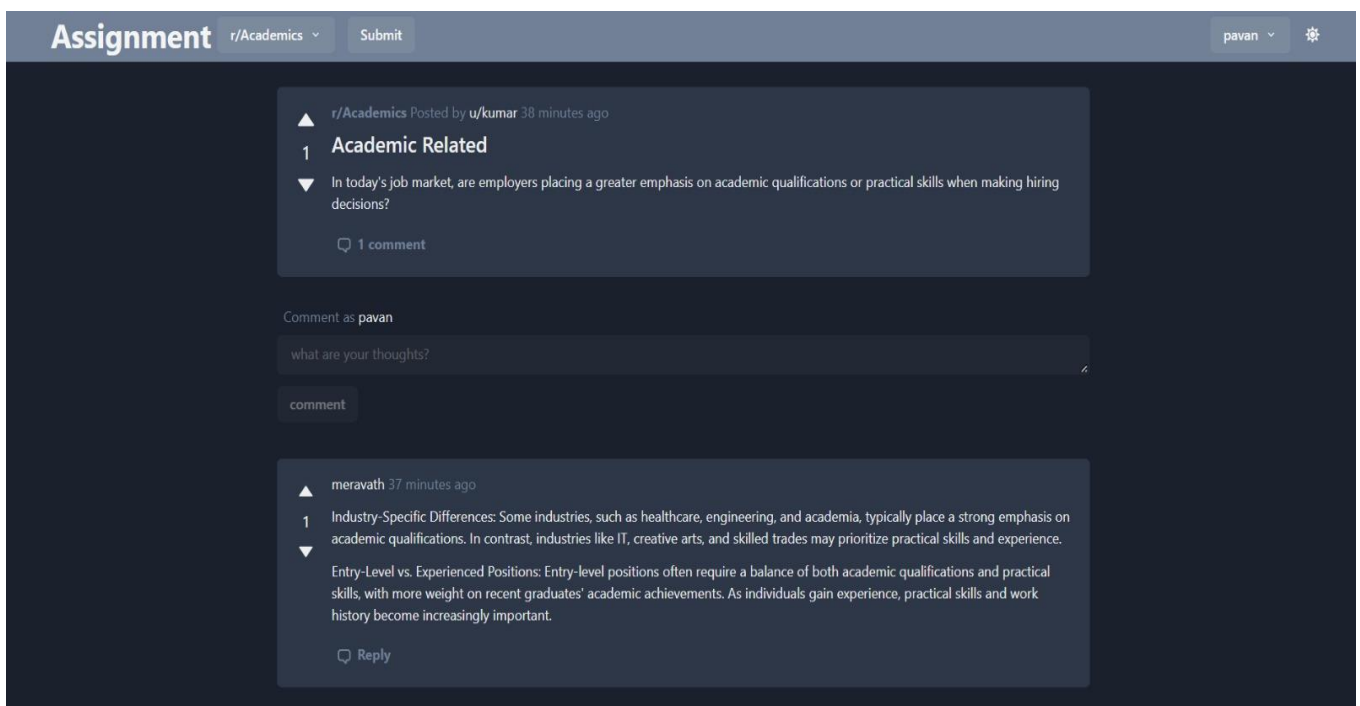 Assignment r/Academics Submit pavan
r/Academics Posted by u/kumar 38 minutes ago
Academic Related
1
In today's job market, are employers placing a greater emphasis on academic qualifications or practical skills when making hiring
decisions?
1 comment
Comment as pavan
what are your thoughts?
comment
meravath 37 minutes ago
1
Industry-Specific Differences: Some industries, such as healthcare, engineering, and academia, typically place a strong emphasis on
academic qualifications. In contrast, industries like IT, creative arts, and skilled trades may prioritize practical skills and experience.
Entry-Level vs. Experienced Positions: Entry-level positions often require a balance of both academic qualifications and practical
skills, with more weight on recent graduates' academic achievements. As individuals gain experience, practical skills and work
history become increasingly important.
Reply